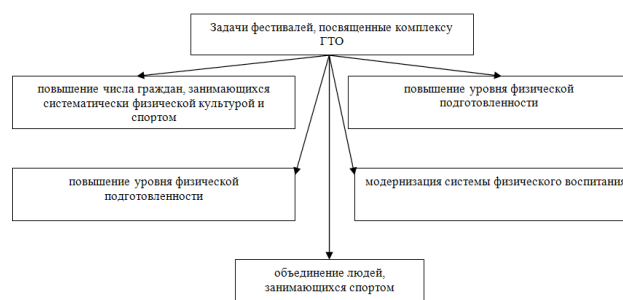 Задачи фестивалей, посвященные комплексу
ГТО
повышение числа граждан, занимающихся
систематически физической культурой и
спортом
повышение уровня физической
подготовленности
повышение уровня физической
подготовленности
модернизация системы физического воспитания
объединение людей,
занимающихся спортом